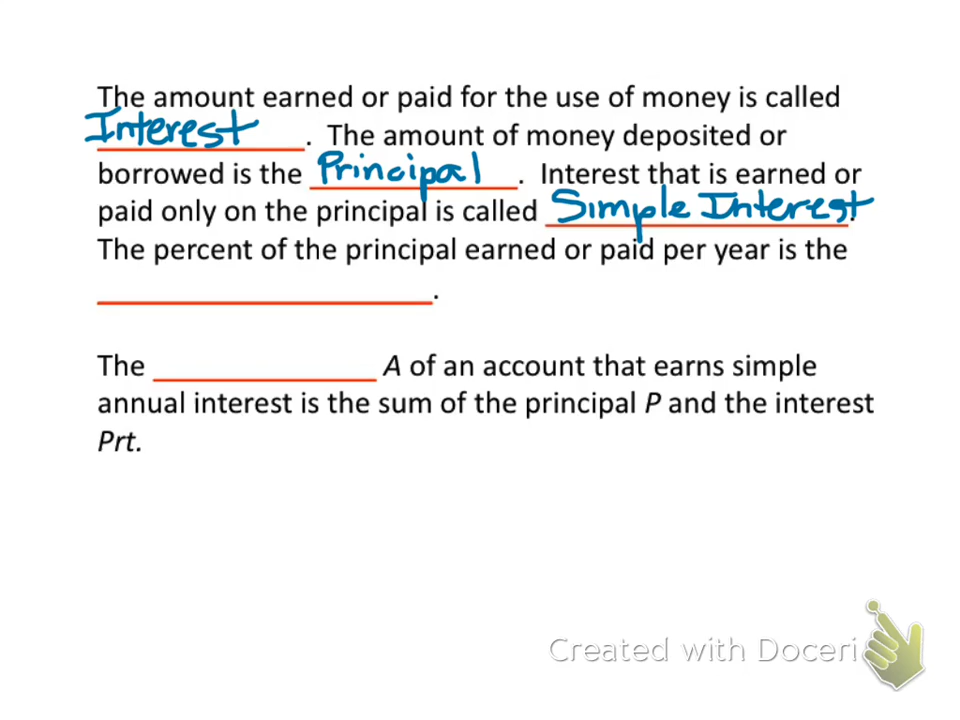 The amount earned or paid for the use of money is called
Interest. The amount of money deposited or
borrowed is the Principal. Interest that is earned or
paid only on the principal is called Simple Interest.
The percent of the principal earned or paid per year is the
.
The A of an account that earns simple
annual interest is the sum of the principal P and the interest
Prt.
Created with Doceri